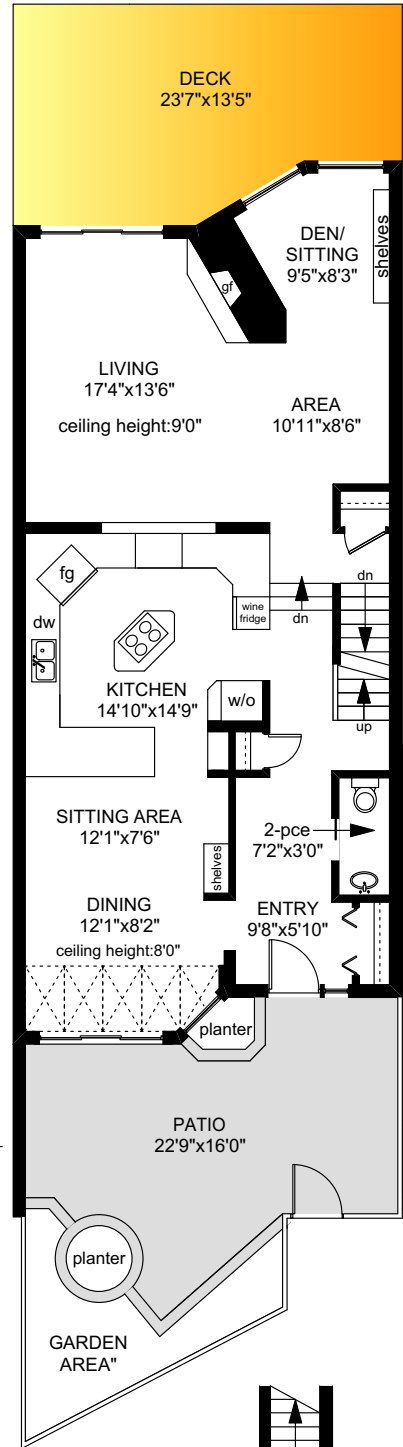 DECK
23'7"x13'5"
DEN/
SITTING
9'5"x8'3"
shelves
gf
LIVING
17'4"x13'6"
ceiling height:9'0"
AREA
10'11"x8'6"
fg
dw
wine
fridge
dn
dn
KITCHEN
14'10"x14'9"
w/o
up
SITTING AREA
12'1"x7'6"
2-pce
7'2"x3'0"
shelves
DINING
12'1"x8'2"
ceiling height:8'0"
ENTRY
9'8"x5'10"
planter
PATIO
22'9"x16'0"
planter
GARDEN
AREA"